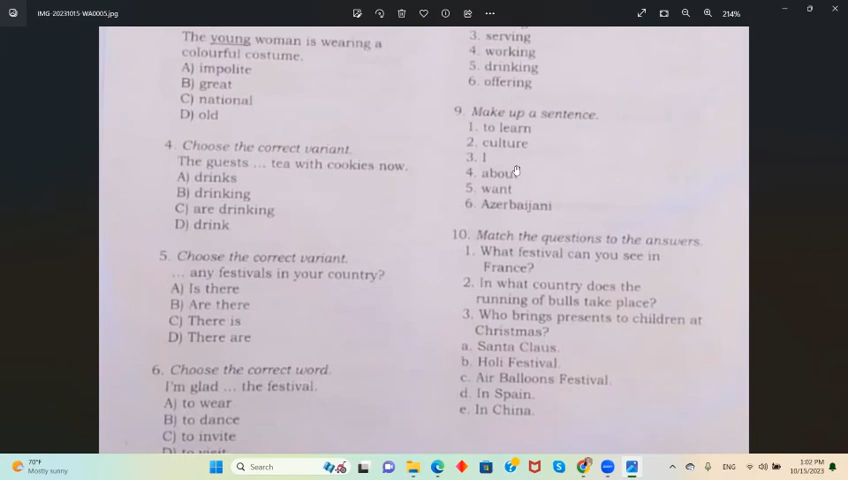 IMG-20231015-WA0005.jpg
214%
The young woman is wearing a
colourful costume.
A) impolite
B) great
C) national
D) old
4. Choose the correct variant.
The guests ... tea with cookies now.
A) drinks
B) drinking
C) are drinking
D) drink
5. Choose the correct variant.
... any festivals in your country?
A) Is there
B) Are there
C) There is
D) There are
6. Choose the correct word.
I'm glad ... the festival.
A) to wear
B) to dance
C) to invite
D) to visit
3. serving
4. working
5. drinking
6. offering
9. Make up a sentence.
1. to learn
2. culture
3. I
4. about
5. want
6. Azerbaijani
10. Match the questions to the answers.
1. What festival can you see in
France?
2. In what country does the
running of bulls take place?
3. Who brings presents to children at
Christmas?
a. Santa Claus.
b. Holi Festival.
c. Air Balloons Festival.
d. In Spain.
e. In China.
70°F
Mostly sunny
Search
ENG
1:02 PM
10/15/2023